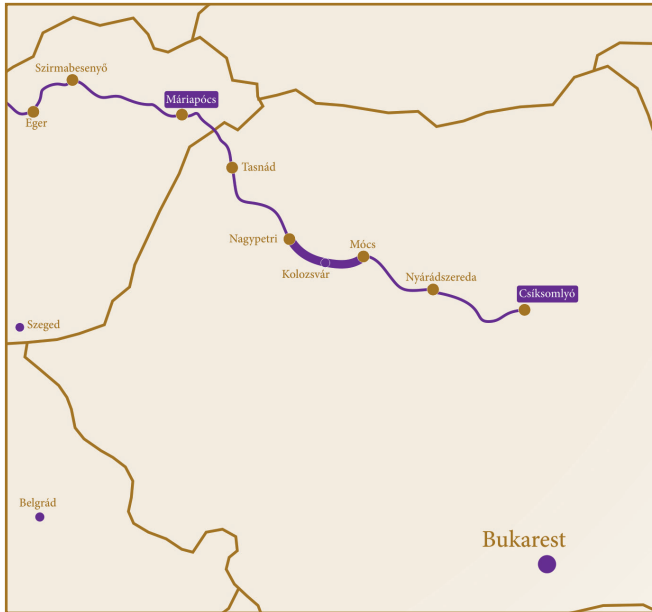 Szirmabesenyő
Máriapócs
Eger
Tasnád
Nagypetri
Mócs
Kolozsvár
Nyárádszereda
Csíksomlyó
Szeged
Belgrád
Bukarest